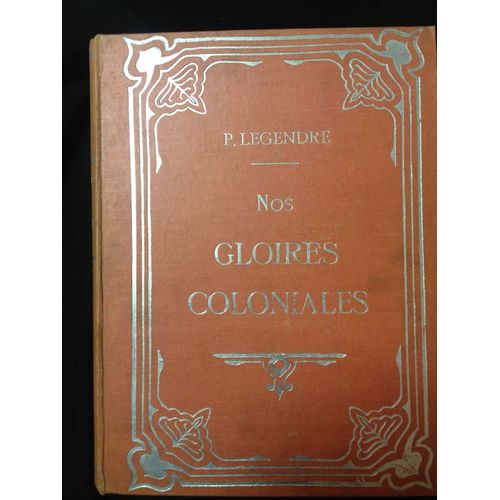 P. LEGENDRE
NOS
GLOIRES
COLONIALES